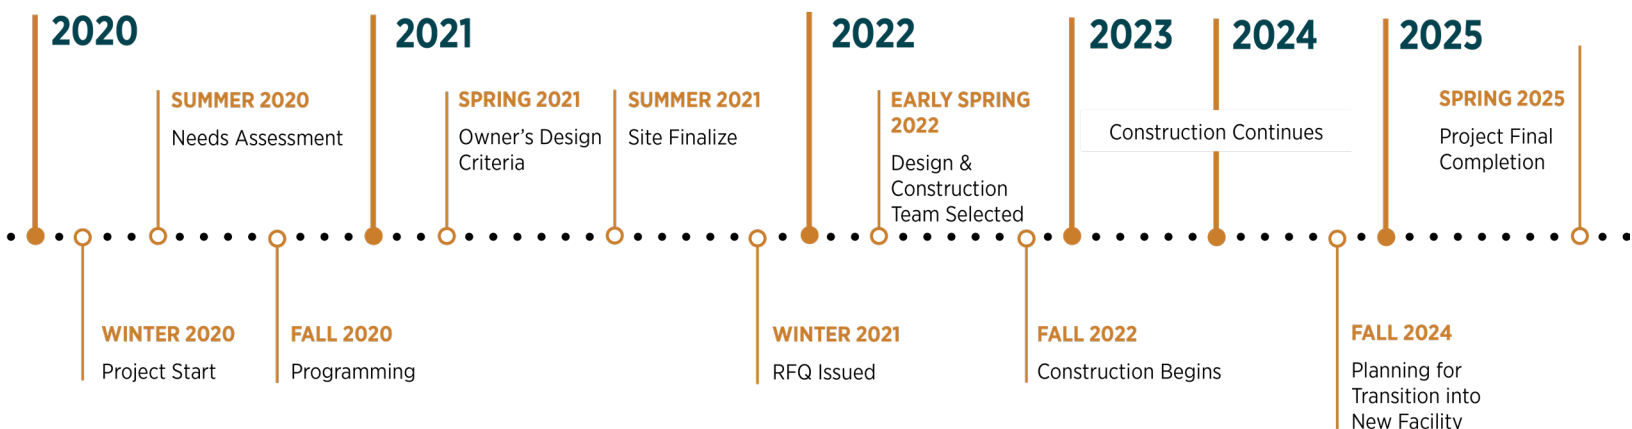 2020
2021
2022
2023
2024
2025
SUMMER 2020
Needs Assessment
SPRING 2021
Owner’s Design
Criteria
SUMMER 2021
Site Finalize
EARLY SPRING
2022
Design &
Construction
Team Selected
Construction Continues
SPRING 2025
Project Final
Completion
WINTER 2020
Project Start
FALL 2020
Programming
WINTER 2021
RFQ Issued
FALL 2022
Construction Begins
FALL 2024
Planning for
Transition into
New Facility